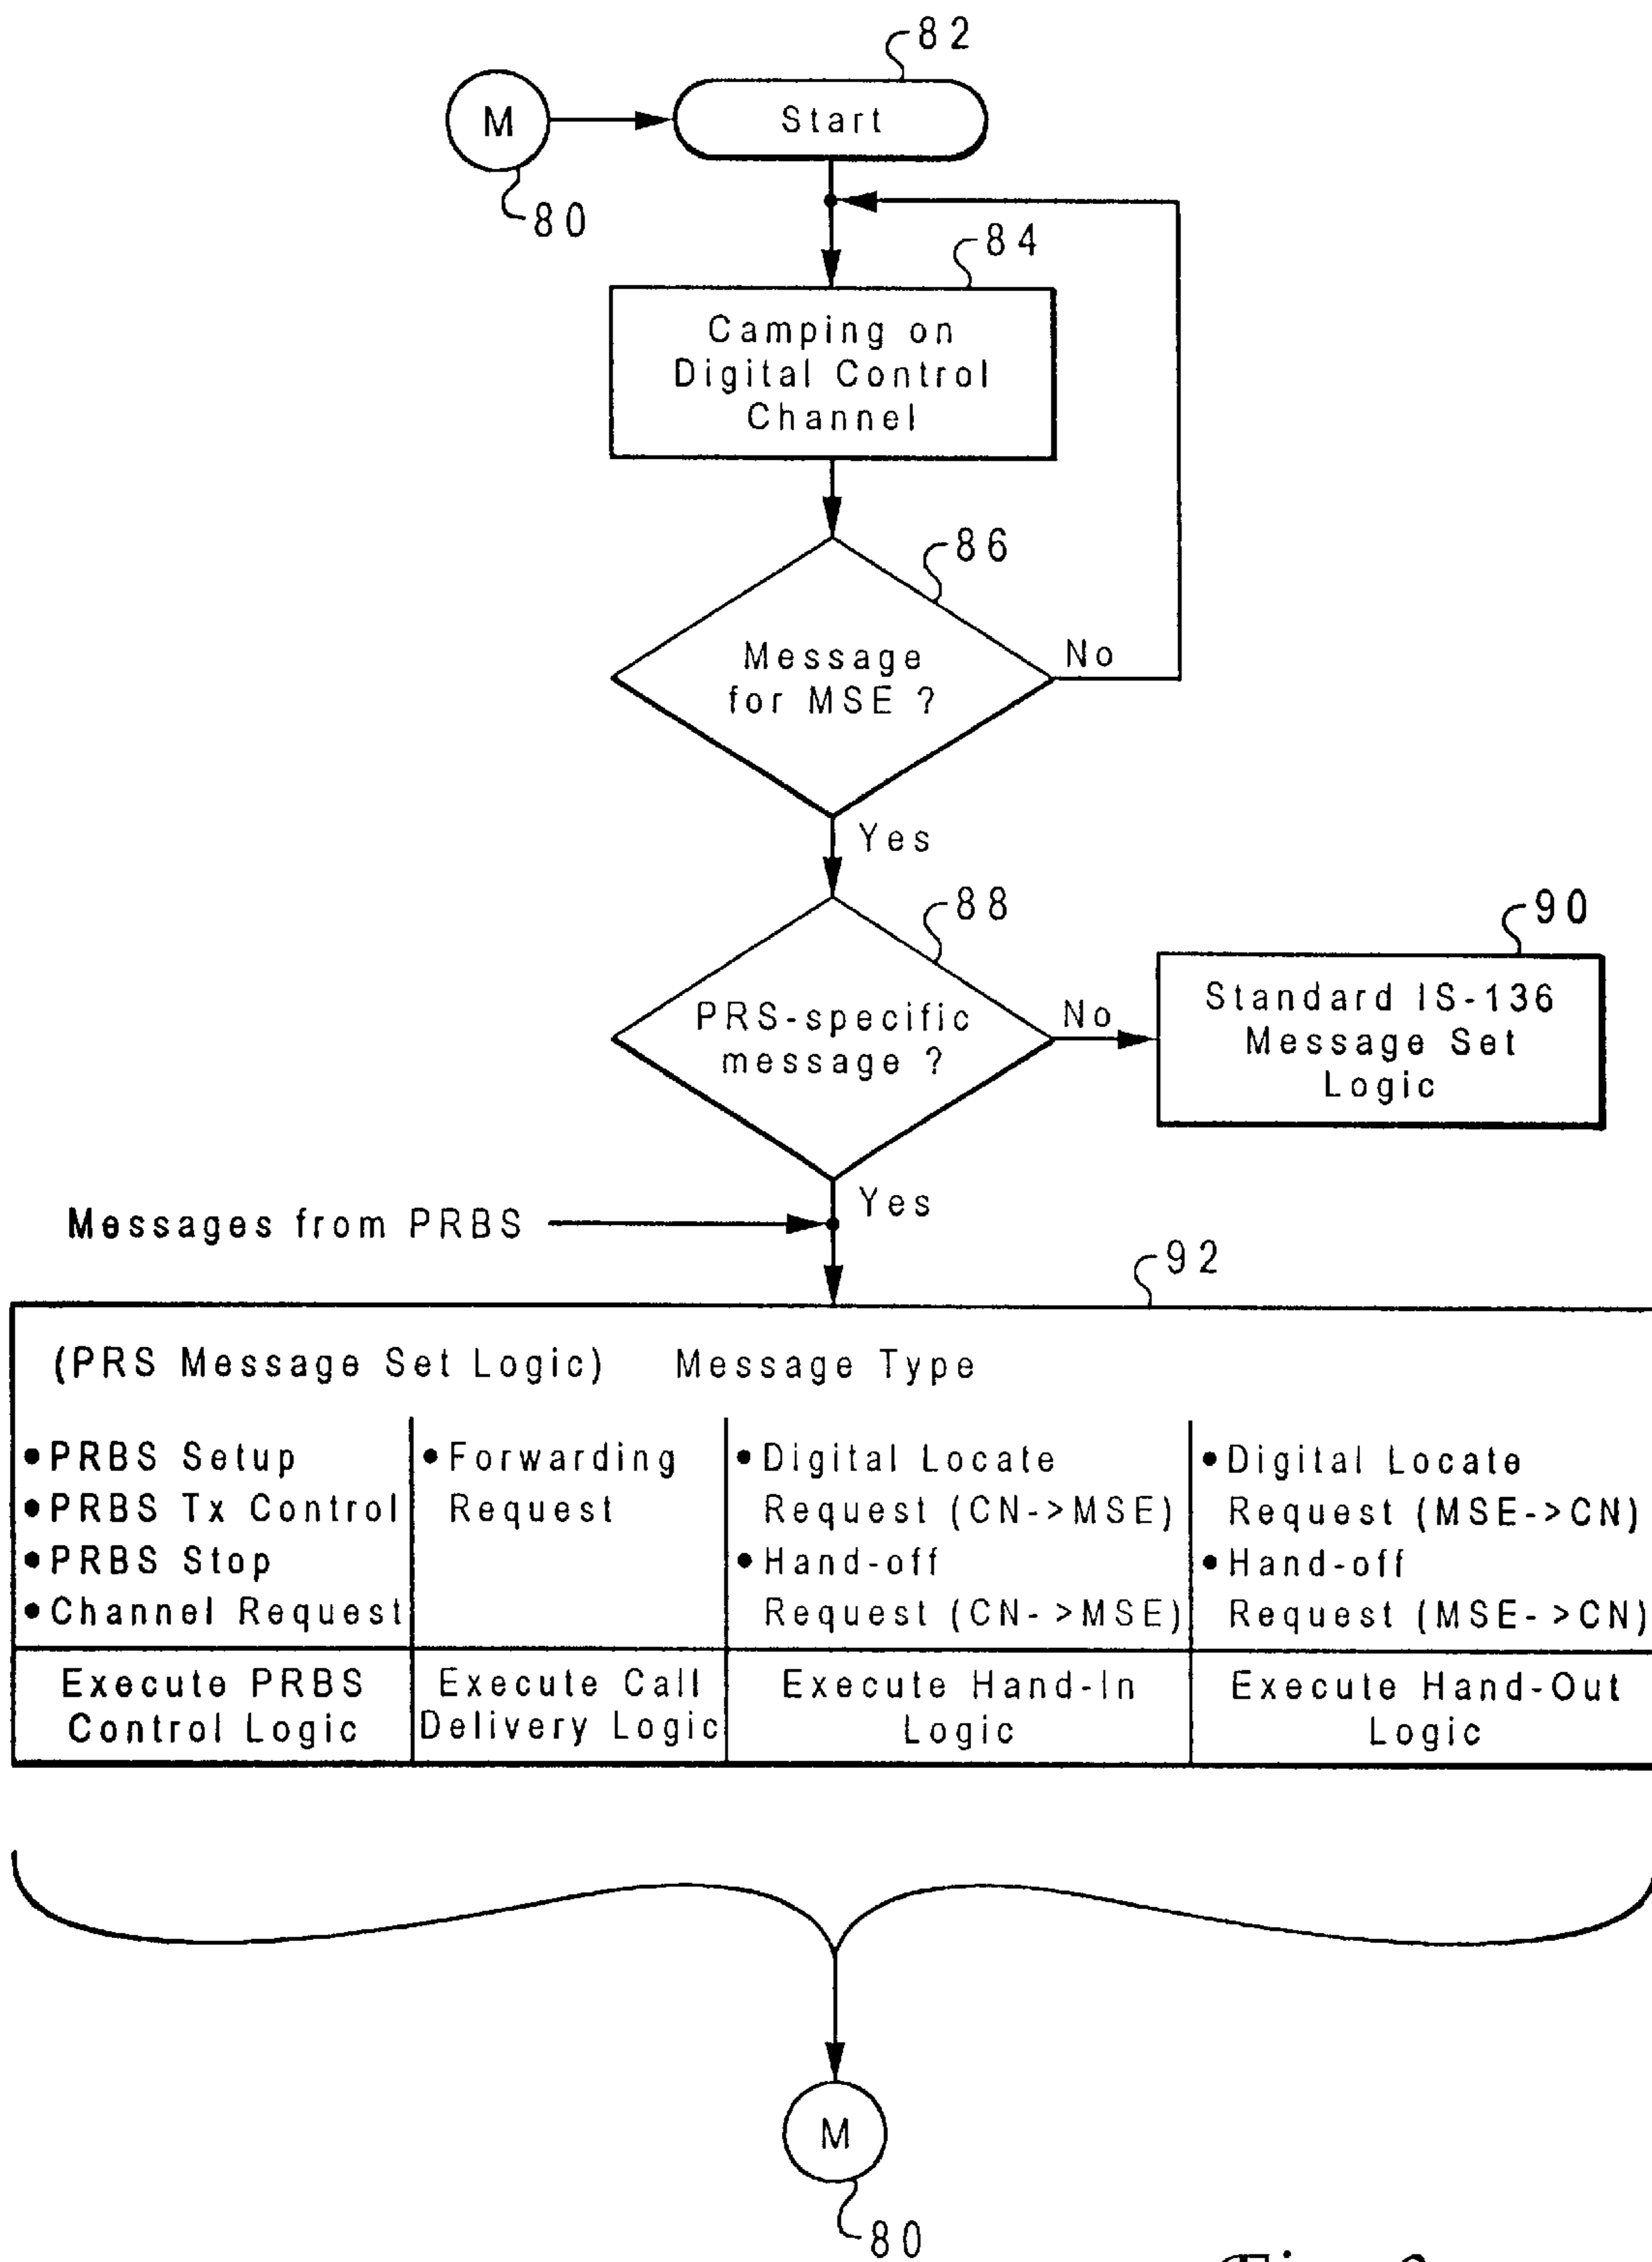 82
M
Start
80
84
Camping on
Digital Control
Channel
86
Message
for MSE ?
No
Yes
88
90
PRS-specific
message ?
No
Standard IS-136
Message Set
Logic
Yes
Messages from PRBS
92
(PRS Message Set Logic) Message Type
•PRBS Setup
•PRBS Tx Control
•PRBS Stop
•Channel Request
•Forwarding
Request
•Digital Locate
Request (CN->MSE)
•Hand-off
Request (CN->MSE)
•Digital Locate
Request (MSE->CN)
•Hand-off
Request (MSE->CN)
Execute PRBS
Control Logic
Execute Call
Delivery Logic
Execute Hand-In
Logic
Execute Hand-Out
Logic
M
80